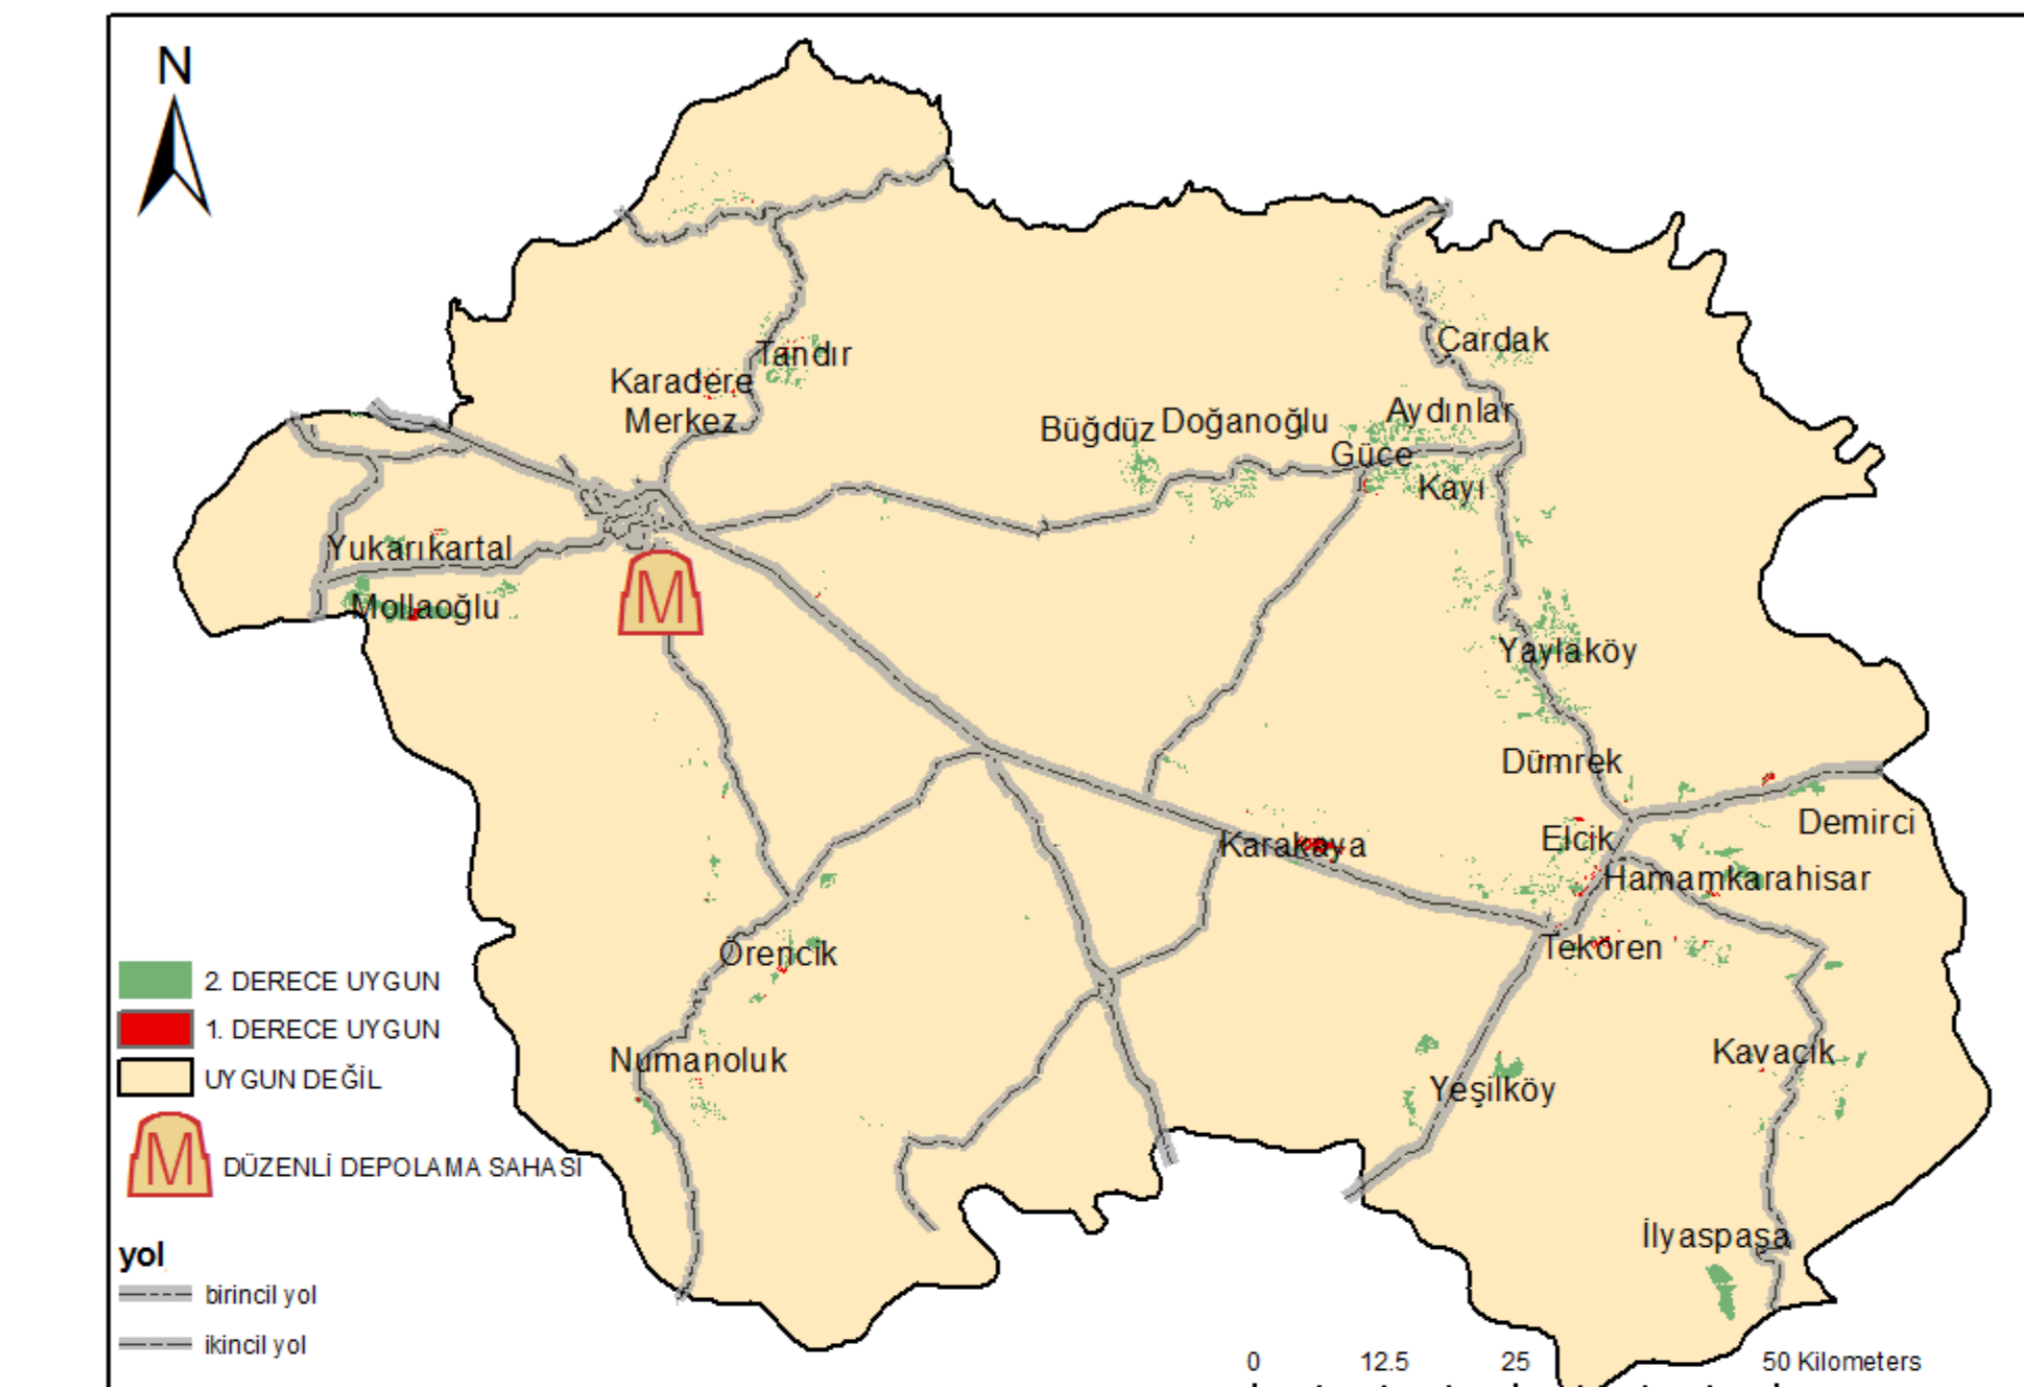 N
Tandır
Karadere
Merkez
Çardak
Aydınlar
Büğdüz
Doğanoğlu
Güce
Kayı
Yukarıkartal
Mollaoğlu
M
Yaylaköy
Dümrek
Karakaya
Elcik
Demirci
Hamamkarahisar
Tekören
Örencik
Numanoluk
Kavacık
Yeşilköy
İlyaspaşa
2. DERECE UYGUN
1. DERECE UYGUN
UYGUN DEĞİL
M DÜZENLİ DEPOLAMA SAHASI
yol
birincil yol
ikincil yol
0 12.5 25 50 Kilometers